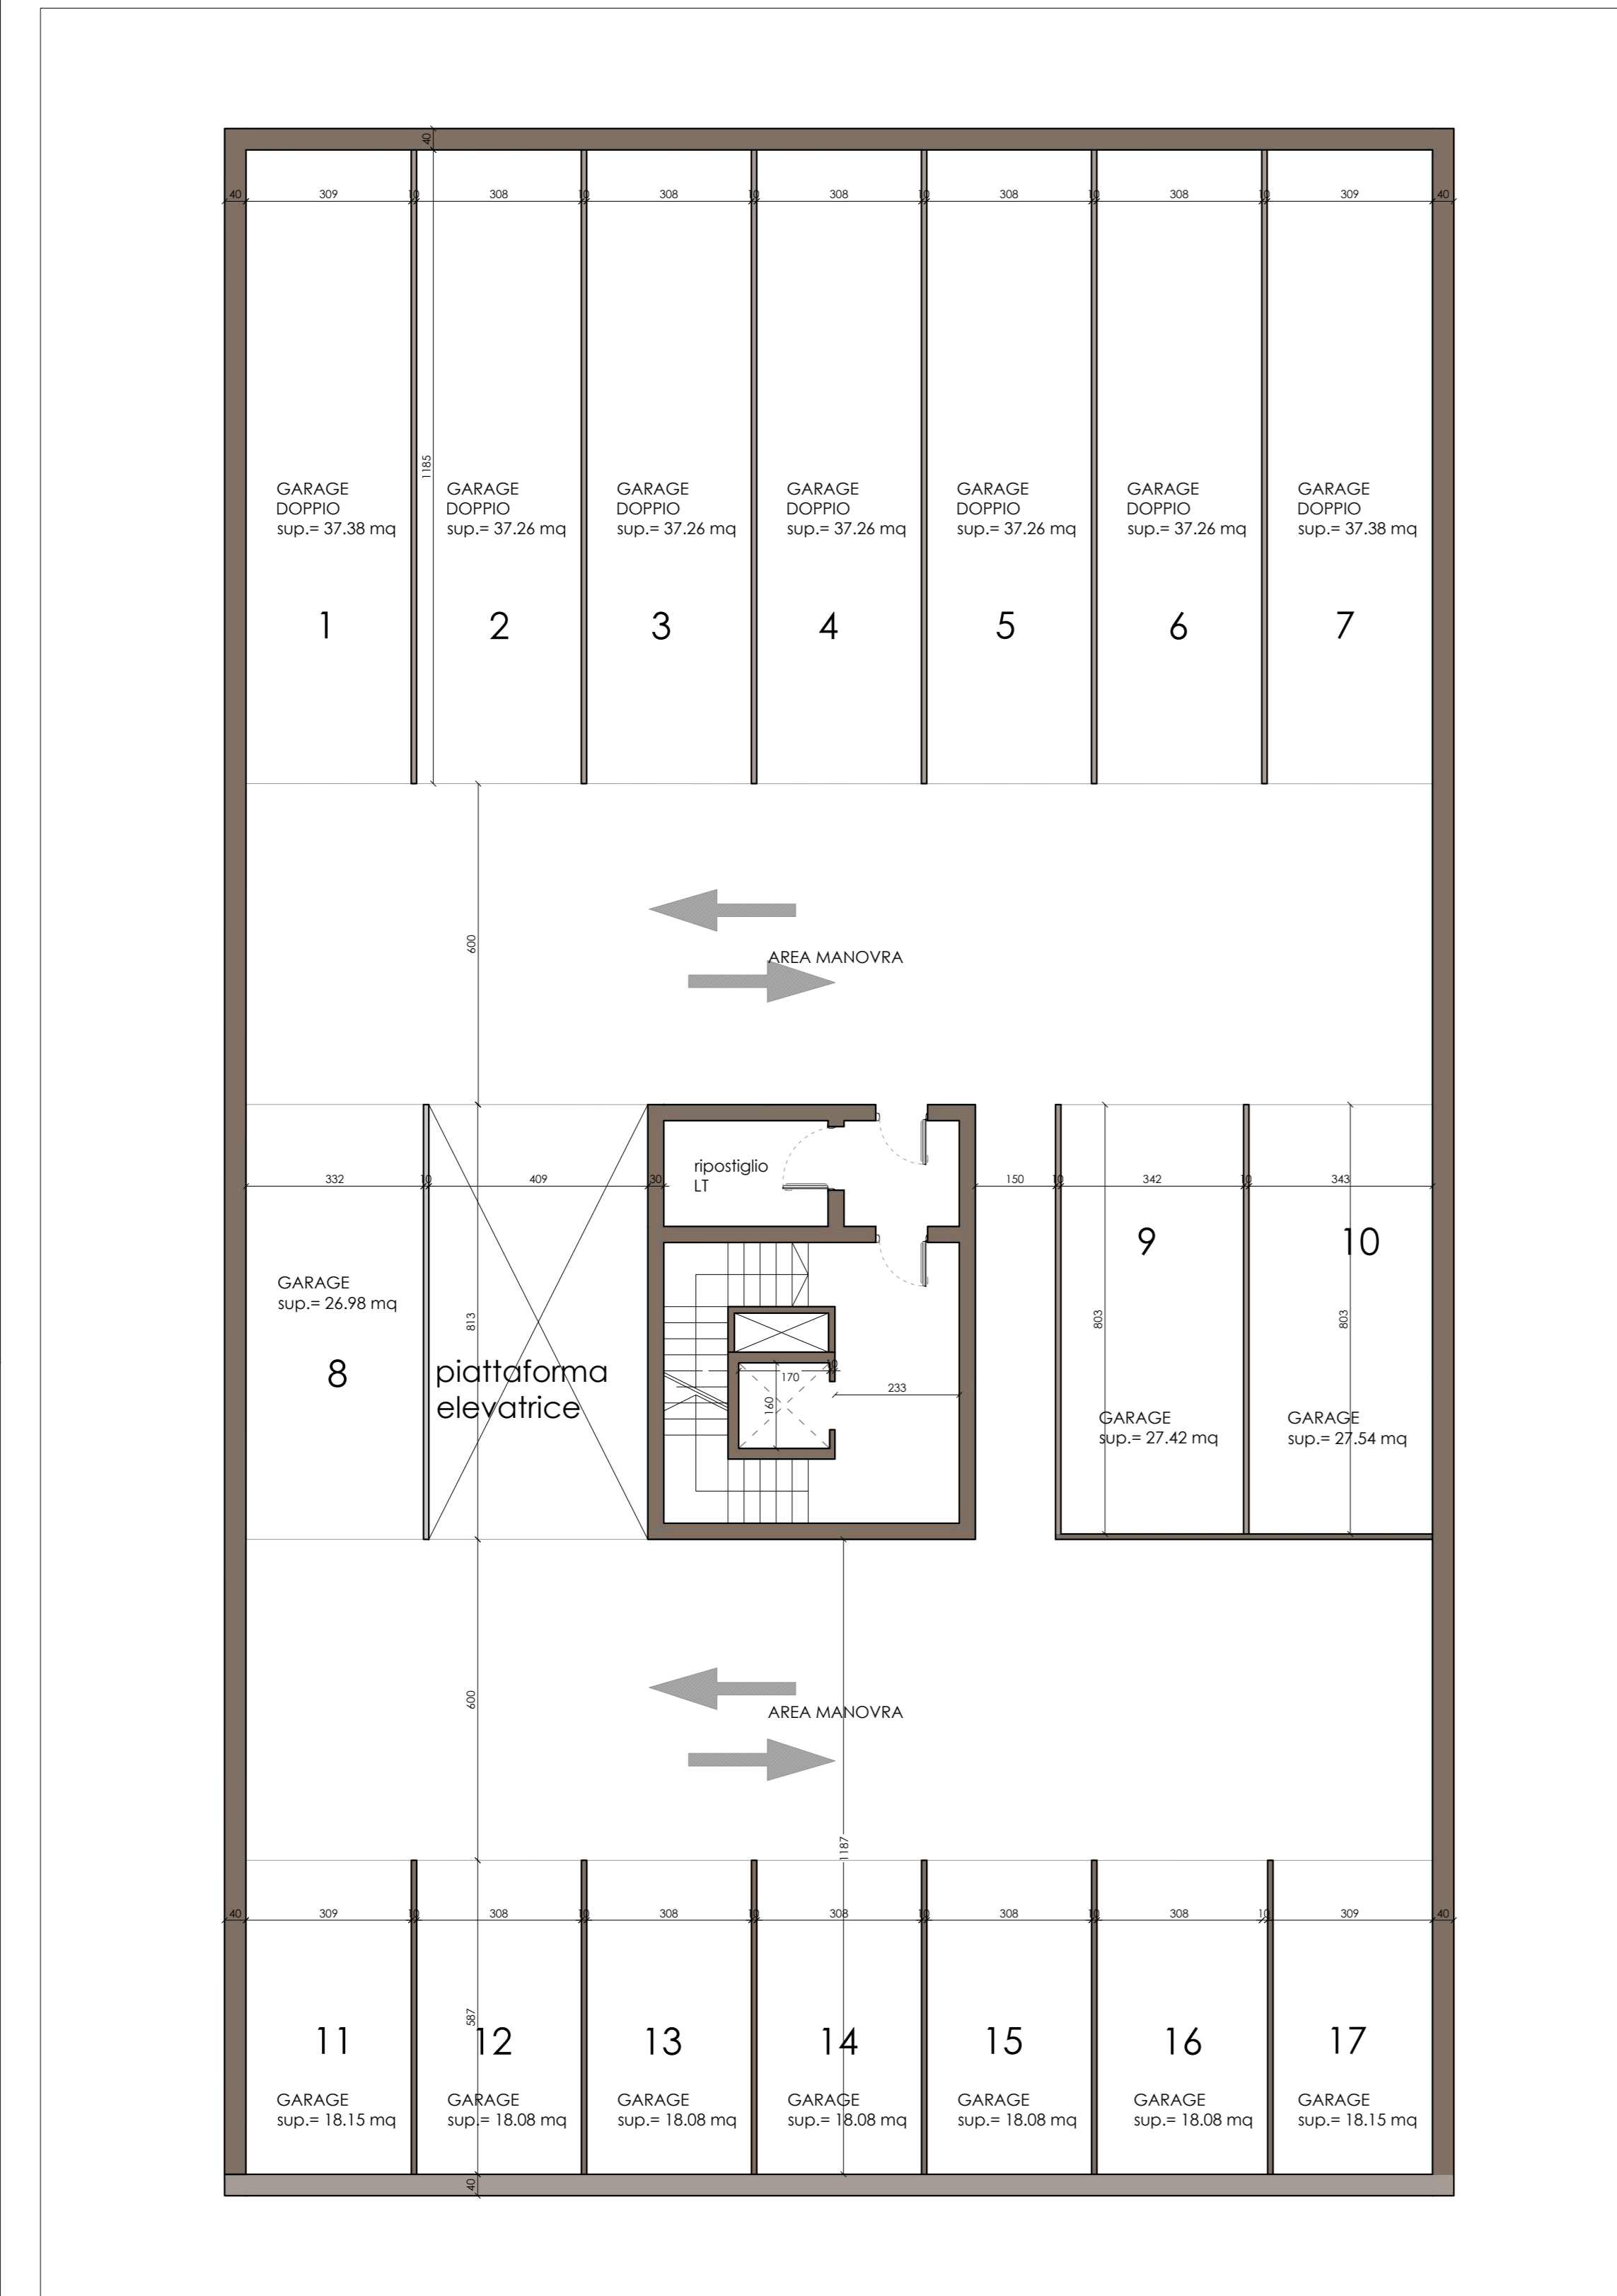 40
40 309 10 308 10 308 10 308 10 308 10 308 10 309 40
1185
GARAGE
DOPPIO
sup.= 37.38 mq
GARAGE
DOPPIO
sup.= 37.26 mq
GARAGE
DOPPIO
sup.= 37.26 mq
GARAGE
DOPPIO
sup.= 37.26 mq
GARAGE
DOPPIO
sup.= 37.26 mq
GARAGE
DOPPIO
sup.= 37.26 mq
GARAGE
DOPPIO
sup.= 37.38 mq
1 2 3 4 5 6 7
600
AREA MANOVRA
ripostiglio
LT
332 10 409 30 150 10 342 10 343
9 10
GARAGE
sup.= 26.98 mq
813
803
803
8
piattaforma
elevatrice
170 10
160
233
GARAGE
sup.= 27.42 mq
GARAGE
sup.= 27.54 mq
600
AREA MANOVRA
1187
40 309 10 308 10 308 10 308 10 308 10 308 10 309 40
587
11 12 13 14 15 16 17
GARAGE
sup.= 18.15 mq
GARAGE
sup.= 18.08 mq
GARAGE
sup.= 18.08 mq
GARAGE
sup.= 18.08 mq
GARAGE
sup.= 18.08 mq
GARAGE
sup.= 18.08 mq
GARAGE
sup.= 18.15 mq
40